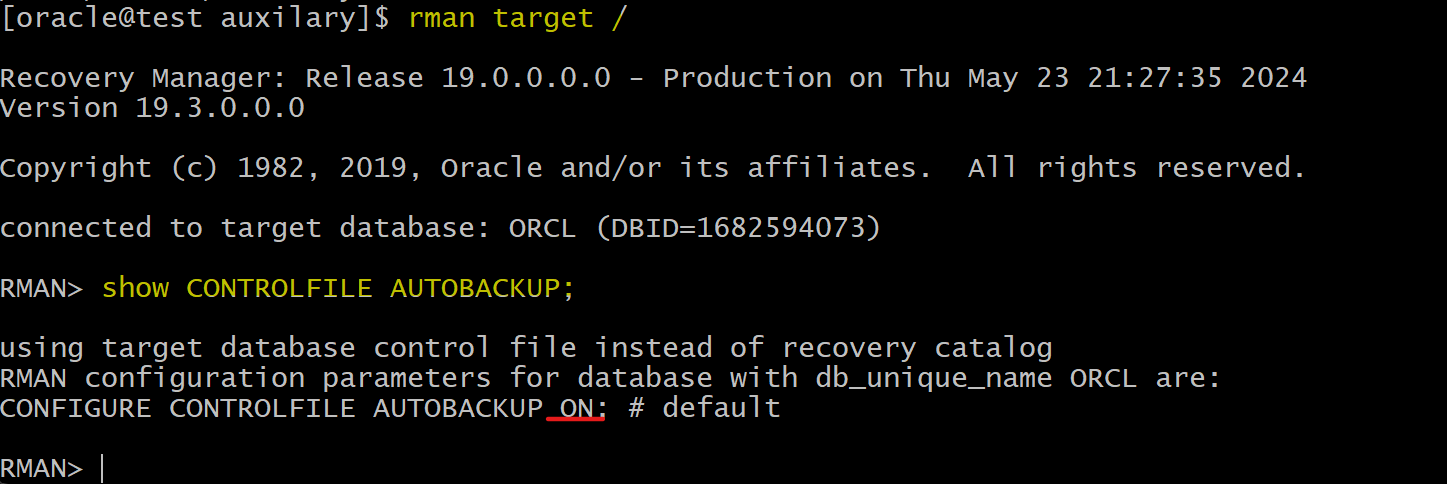 [oracle@test auxilary]$ rman target /
Recovery Manager: Release 19.0.0.0.0 - Production on Thu May 23 21:27:35 2024
Version 19.3.0.0.0
Copyright (c) 1982, 2019, Oracle and/or its affiliates.  All rights reserved.
connected to target database: ORCL (DBID=1682594073)
RMAN> show CONTROLFILE AUTOBACKUP;
using target database control file instead of recovery catalog
RMAN configuration parameters for database with db_unique_name ORCL are:
CONFIGURE CONTROLFILE AUTOBACKUP ON; # default
RMAN>